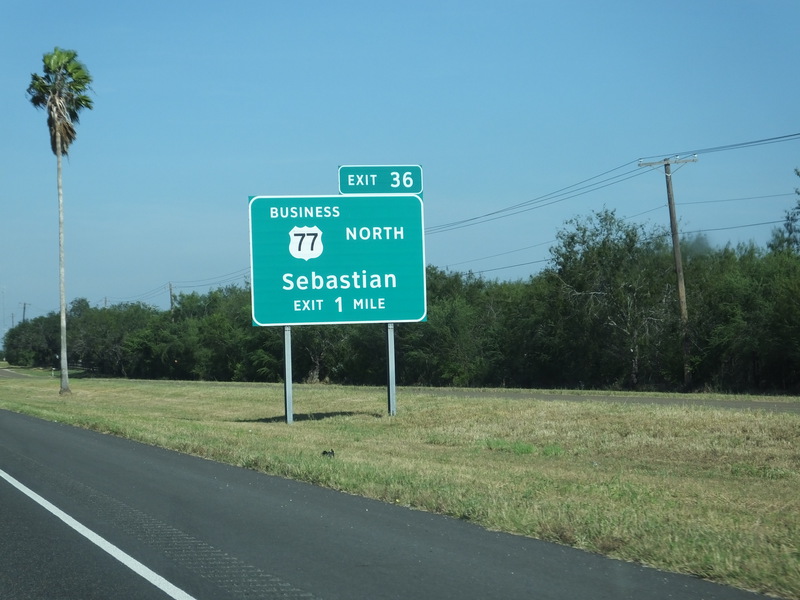 EXIT 36
BUSINESS
77 NORTH
Sebastian
EXIT 1 MILE